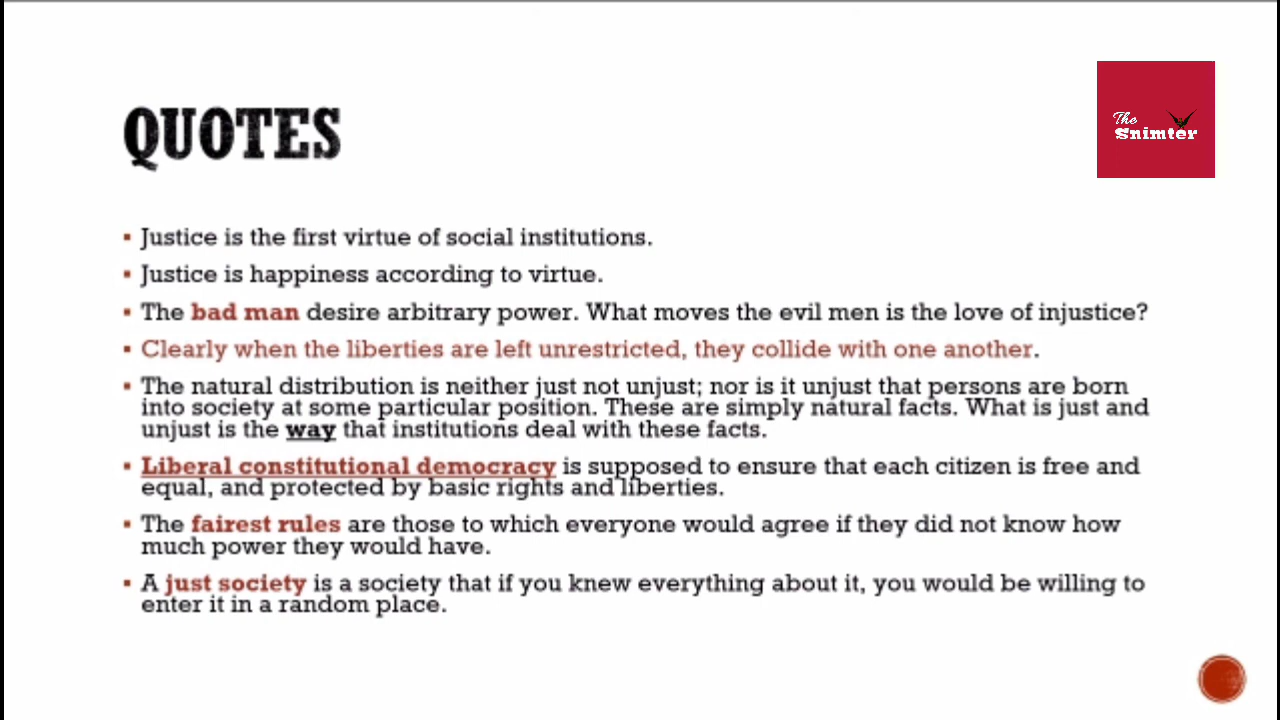 QUOTES
The
Snimter
▪ Justice is the first virtue of social institutions.
▪ Justice is happiness according to virtue.
▪ The bad man desire arbitrary power. What moves the evil men is the love of injustice?
▪ Clearly when the liberties are left unrestricted, they collide with one another.
▪ The natural distribution is neither just not unjust; nor is it unjust that persons are born
into society at some particular position. These are simply natural facts. What is just and
unjust is the way that institutions deal with these facts.
▪ Liberal constitutional democracy is supposed to ensure that each citizen is free and
equal, and protected by basic rights and liberties.
▪ The fairest rules are those to which everyone would agree if they did not know how
much power they would have.
▪ A just society is a society that if you knew everything about it, you would be willing to
enter it in a random place.